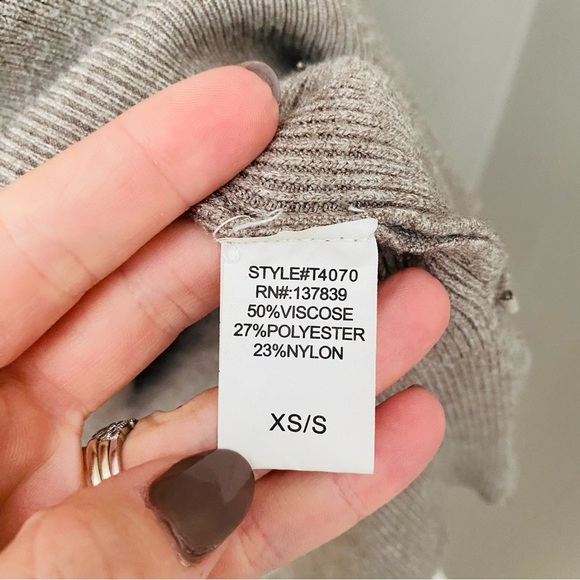 STYLE#T4070
RN#:137839
50%VISCOSE
27%POLYESTER
23%NYLON
XS/S